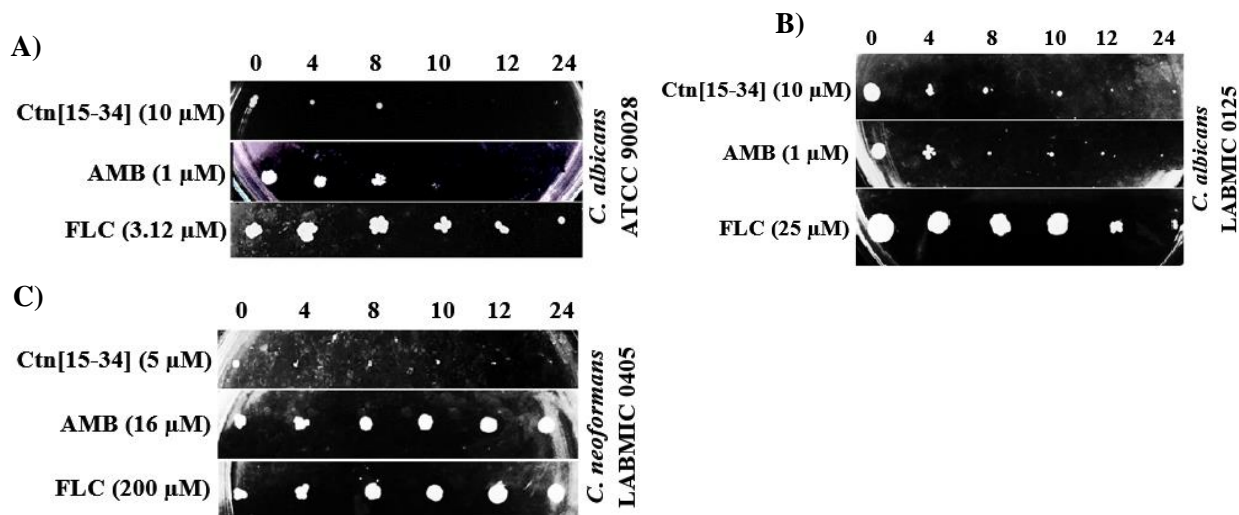 A)
0 4 8 10 12 24
Ctn[15-34] (10 μM)
AMB (1 μM)
FLC (3.12 μM)
C. albicans
ATCC 90028
B)
0 4 8 10 12 24
Ctn[15-34] (10 μM)
AMB (1 μM)
FLC (25 μM)
C. albicans
LABMIC 0125
C)
0 4 8 10 12 24
Ctn[15-34] (5 μM)
AMB (16 μM)
FLC (200 μM)
C. neoformans
LABMIC 0405